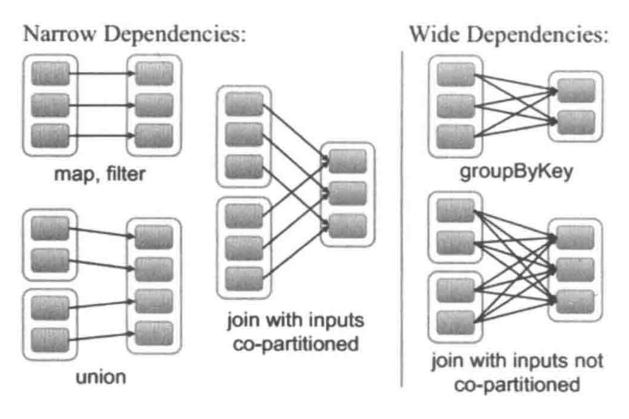 Narrow Dependencies:
map, filter
union
join with inputs
co-partitioned
Wide Dependencies:
groupByKey
join with inputs not
co-partitioned